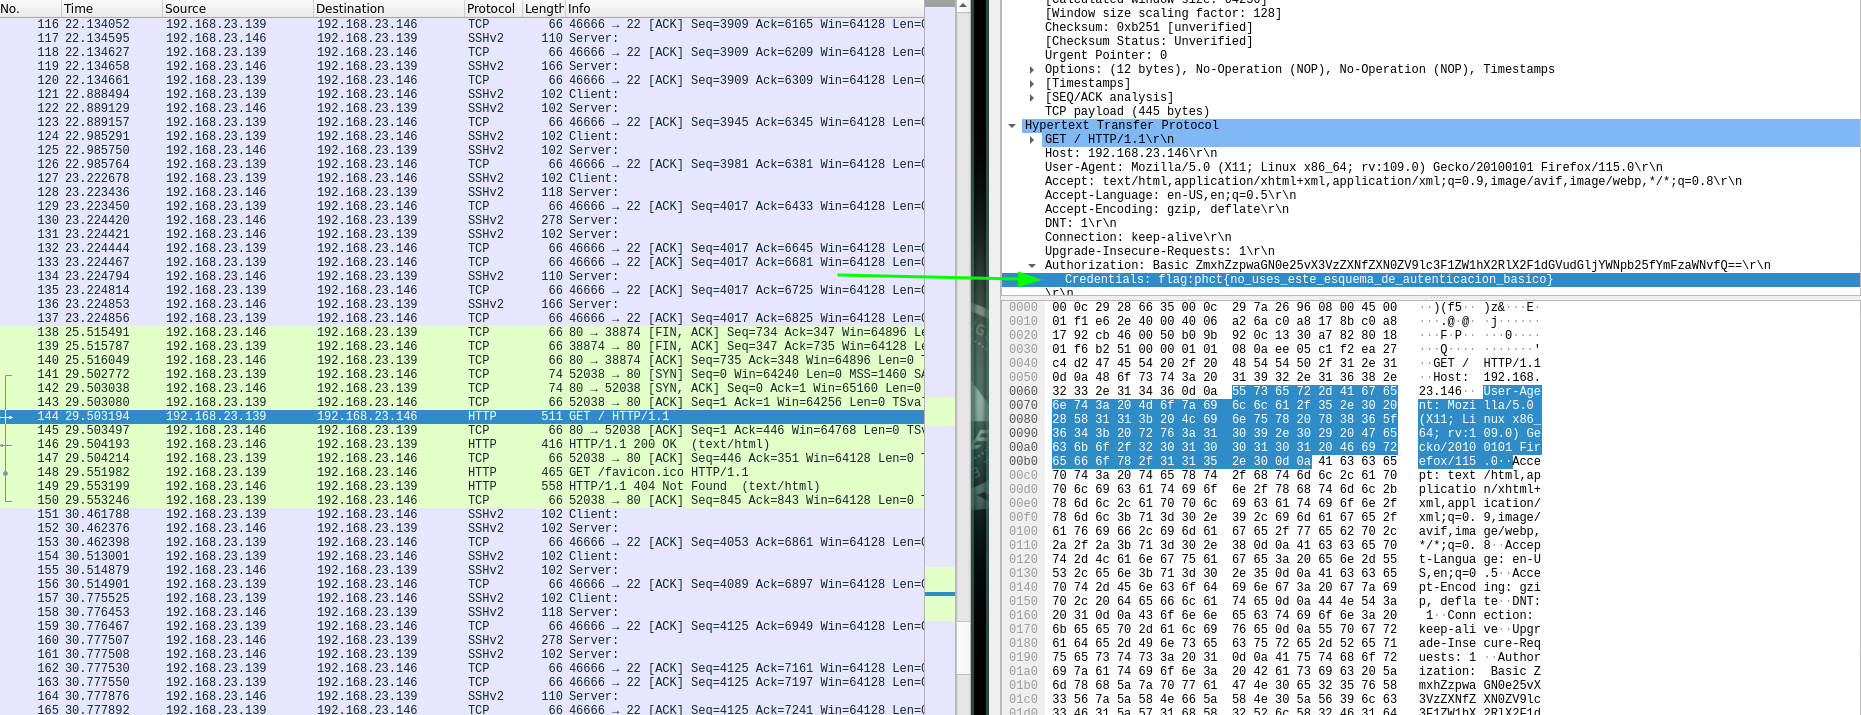 No. Time Source Destination Protocol Length Info
116 22.134052 192.168.23.139 192.168.23.146 TCP 66 46666 → 22 [ACK] Seq=3909 Ack=6165 Win=64128 Len=0
117 22.134595 192.168.23.146 192.168.23.139 SSHv2 110 Server:
118 22.134627 192.168.23.139 192.168.23.146 TCP 66 46666 → 22 [ACK] Seq=3909 Ack=6209 Win=64128 Len=0
119 22.134658 192.168.23.146 192.168.23.139 SSHv2 166 Server:
120 22.134661 192.168.23.139 192.168.23.146 TCP 66 46666 → 22 [ACK] Seq=3909 Ack=6309 Win=64128 Len=0
121 22.888494 192.168.23.139 192.168.23.146 SSHv2 102 Client:
122 22.889129 192.168.23.146 192.168.23.139 SSHv2 102 Server:
123 22.889157 192.168.23.139 192.168.23.146 TCP 66 46666 → 22 [ACK] Seq=3945 Ack=6345 Win=64128 Len=0
124 22.985291 192.168.23.139 192.168.23.146 SSHv2 102 Client:
125 22.985750 192.168.23.146 192.168.23.139 SSHv2 102 Server:
126 22.985764 192.168.23.139 192.168.23.146 TCP 66 46666 → 22 [ACK] Seq=3981 Ack=6381 Win=64128 Len=0
127 23.222678 192.168.23.139 192.168.23.146 SSHv2 102 Client:
128 23.223436 192.168.23.146 192.168.23.139 SSHv2 118 Server:
129 23.223450 192.168.23.139 192.168.23.146 TCP 66 46666 → 22 [ACK] Seq=4017 Ack=6433 Win=64128 Len=0
130 23.224420 192.168.23.146 192.168.23.139 SSHv2 278 Server:
131 23.224421 192.168.23.146 192.168.23.139 SSHv2 102 Server:
132 23.224444 192.168.23.139 192.168.23.146 TCP 66 46666 → 22 [ACK] Seq=4017 Ack=6645 Win=64128 Len=0
133 23.224467 192.168.23.139 192.168.23.146 TCP 66 46666 → 22 [ACK] Seq=4017 Ack=6681 Win=64128 Len=0
134 23.224794 192.168.23.146 192.168.23.139 SSHv2 110 Server:
135 23.224814 192.168.23.139 192.168.23.146 TCP 66 46666 → 22 [ACK] Seq=4017 Ack=6725 Win=64128 Len=0
136 23.224853 192.168.23.146 192.168.23.139 SSHv2 166 Server:
137 23.224856 192.168.23.139 192.168.23.146 TCP 66 46666 → 22 [ACK] Seq=4017 Ack=6825 Win=64128 Len=0
138 25.515491 192.168.23.146 192.168.23.139 TCP 66 80 → 38874 [FIN, ACK] Seq=734 Ack=347 Win=64896 Le
139 25.515787 192.168.23.139 192.168.23.146 TCP 66 38874 → 80 [FIN, ACK] Seq=347 Ack=735 Win=64128 Le
140 25.516049 192.168.23.146 192.168.23.139 TCP 66 80 → 38874 [ACK] Seq=735 Ack=348 Win=64896 Len=0 T
141 29.502772 192.168.23.139 192.168.23.146 TCP 74 52038 → 80 [SYN] Seq=0 Win=64240 Len=0 MSS=1460 SA
142 29.503038 192.168.23.146 192.168.23.139 TCP 74 80 → 52038 [SYN, ACK] Seq=0 Ack=1 Win=65160 Len=0
143 29.503080 192.168.23.139 192.168.23.146 TCP 66 52038 → 80 [ACK] Seq=1 Ack=1 Win=64256 Len=0 TSva
144 29.503194 192.168.23.139 192.168.23.146 HTTP 511 GET / HTTP/1.1
145 29.503497 192.168.23.146 192.168.23.139 TCP 66 80 → 52038 [ACK] Seq=1 Ack=446 Win=64768 Len=0 TSv
146 29.504193 192.168.23.146 192.168.23.139 HTTP 416 HTTP/1.1 200 OK (text/html)
147 29.504214 192.168.23.139 192.168.23.146 TCP 66 52038 → 80 [ACK] Seq=446 Ack=351 Win=64128 Len=0 T
148 29.551982 192.168.23.139 192.168.23.146 HTTP 465 GET /favicon.ico HTTP/1.1
149 29.553199 192.168.23.146 192.168.23.139 HTTP 558 HTTP/1.1 404 Not Found (text/html)
150 29.553246 192.168.23.139 192.168.23.146 TCP 66 52038 → 80 [ACK] Seq=845 Ack=843 Win=64128 Len=0 T
151 30.461788 192.168.23.139 192.168.23.146 SSHv2 102 Client:
152 30.462376 192.168.23.146 192.168.23.139 SSHv2 102 Server:
153 30.462398 192.168.23.139 192.168.23.146 TCP 66 46666 → 22 [ACK] Seq=4053 Ack=6861 Win=64128 Len=0
154 30.513001 192.168.23.139 192.168.23.146 SSHv2 102 Client:
155 30.514879 192.168.23.146 192.168.23.139 SSHv2 102 Server:
156 30.514901 192.168.23.139 192.168.23.146 TCP 66 46666 → 22 [ACK] Seq=4089 Ack=6897 Win=64128 Len=0
157 30.775525 192.168.23.139 192.168.23.146 SSHv2 102 Client:
158 30.776453 192.168.23.146 192.168.23.139 SSHv2 118 Server:
159 30.776467 192.168.23.139 192.168.23.146 TCP 66 46666 → 22 [ACK] Seq=4125 Ack=6949 Win=64128 Len=0
160 30.777507 192.168.23.146 192.168.23.139 SSHv2 278 Server:
161 30.777508 192.168.23.146 192.168.23.139 SSHv2 102 Server:
162 30.777530 192.168.23.139 192.168.23.146 TCP 66 46666 → 22 [ACK] Seq=4125 Ack=7161 Win=64128 Len=0
163 30.777550 192.168.23.139 192.168.23.146 TCP 66 46666 → 22 [ACK] Seq=4125 Ack=7197 Win=64128 Len=0
164 30.777876 192.168.23.146 192.168.23.139 SSHv2 110 Server:
165 30.777892 192.168.23.139 192.168.23.146 TCP 66 46666 → 22 [ACK] Seq=4125 Ack=7241 Win=64128 Len=0
[Calculated window size: 64256]
[Window size scaling factor: 128]
Checksum: 0xb251 [unverified]
[Checksum Status: Unverified]
Urgent Pointer: 0
Options: (12 bytes), No-Operation (NOP), No-Operation (NOP), Timestamps
[Timestamps]
[SEQ/ACK analysis]
TCP payload (445 bytes)
Hypertext Transfer Protocol
GET / HTTP/1.1\r\n
Host: 192.168.23.146\r\n
User-Agent: Mozilla/5.0 (X11; Linux x86_64; rv:109.0) Gecko/20100101 Firefox/115.0\r\n
Accept: text/html,application/xhtml+xml,application/xml;q=0.9,image/avif,image/webp,*/*;q=0.8\r\n
Accept-Language: en-US,en;q=0.5\r\n
Accept-Encoding: gzip, deflate\r\n
DNT: 1\r\n
Connection: keep-alive\r\n
Upgrade-Insecure-Requests: 1\r\n
Authorization: Basic ZmxhZzpwaGN0e25vX3VzZXNfZXN0ZV9lc3F1ZW1hX2RlX2F1dGVudGljYWNpb25fYmFzaWNvfQ==\r\n
Credentials: flag:phct{no_uses_este_esquema_de_autenticacion_basico}
\r\n
0000 00 0c 29 28 66 35 00 0c 29 7a 26 96 08 00 45 00 ··)(f5·· )z&···E·
0010 01 f1 e6 2e 40 00 40 06 a2 6a c0 a8 17 8b c0 a8 ···.@·@· ·j······
0020 17 92 cb 46 00 50 b0 9b 92 0c 13 30 a7 82 80 18 ···F·P·· ···0····
0030 01 f6 b2 51 00 00 01 01 08 0a ee 05 c1 f2 ea 27 ···Q···· ·······'
0040 c4 d2 47 45 54 20 2f 20 48 54 54 50 2f 31 2e 31 ··GET / HTTP/1.1
0050 0d 0a 48 6f 73 74 3a 20 31 39 32 2e 31 36 38 2e ··Host: 192.168.
0060 32 33 2e 31 34 36 0d 0a 55 73 65 72 2d 41 67 65 23.146·· User-Age
0070 6e 74 3a 20 4d 6f 7a 69 6c 6c 61 2f 35 2e 30 20 nt: Mozi lla/5.0
0080 28 58 31 31 3b 20 4c 69 6e 75 78 20 78 38 36 5f (X11; Li nux x86_
0090 36 34 3b 20 72 76 3a 31 30 39 2e 30 29 20 47 65 64; rv:1 09.0) Ge
00a0 63 6b 6f 2f 32 30 31 30 30 31 30 31 20 46 69 72 cko/2010 0101 Fir
00b0 65 66 6f 78 2f 31 31 35 2e 30 0d 0a 41 63 63 65 efox/115 .0··Acce
00c0 70 74 3a 20 74 65 78 74 2f 68 74 6d 6c 2c 61 70 pt: text /html,ap
00d0 70 6c 69 63 61 74 69 6f 6e 2f 78 68 74 6d 6c 2b plicatio n/xhtml+
00e0 78 6d 6c 2c 61 70 70 6c 69 63 61 74 69 6f 6e 2f xml,appl ication/
00f0 78 6d 6c 3b 71 3d 30 2e 39 2c 69 6d 61 67 65 2f xml;q=0. 9,image/
0100 61 76 69 66 2c 69 6d 61 67 65 2f 77 65 62 70 2c avif,ima ge/webp,
0110 2a 2f 2a 3b 71 3d 30 2e 38 0d 0a 41 63 63 65 70 */*;q=0. 8··Accep
0120 74 2d 4c 61 6e 67 75 61 67 65 3a 20 65 6e 2d 55 t-Langua ge: en-U
0130 53 2c 65 6e 3b 71 3d 30 2e 35 0d 0a 41 63 63 65 S,en;q=0 .5··Acce
0140 70 74 2d 45 6e 63 6f 64 69 6e 67 3a 20 67 7a 69 pt-Encod ing: gzi
0150 70 2c 20 64 65 66 6c 61 74 65 0d 0a 44 4e 54 3a p, defla te··DNT:
0160 20 31 0d 0a 43 6f 6e 6e 65 63 74 69 6f 6e 3a 20 1··Conn ection:
0170 6b 65 65 70 2d 61 6c 69 76 65 0d 0a 55 70 67 72 keep-ali ve··Upgr
0180 61 64 65 2d 49 6e 73 65 63 75 72 65 2d 52 65 71 ade-Inse cure-Req
0190 75 65 73 74 73 3a 20 31 0d 0a 41 75 74 68 6f 72 uests: 1 ··Author
01a0 69 7a 61 74 69 6f 6e 3a 20 42 61 73 69 63 20 5a ization: Basic Z
01b0 6d 78 68 5a 7a 70 77 61 47 4e 30 65 32 35 76 58 mxhZzpwa GN0e25vX
01c0 33 56 7a 5a 58 4e 66 5a 58 4e 30 5a 56 39 6c 63 3VzZXNfZ XN0ZV9lc
01d0 33 46 31 5a 57 31 68 58 32 52 6c 58 32 46 31 64 3F1ZW1hX 2RlX2F1d